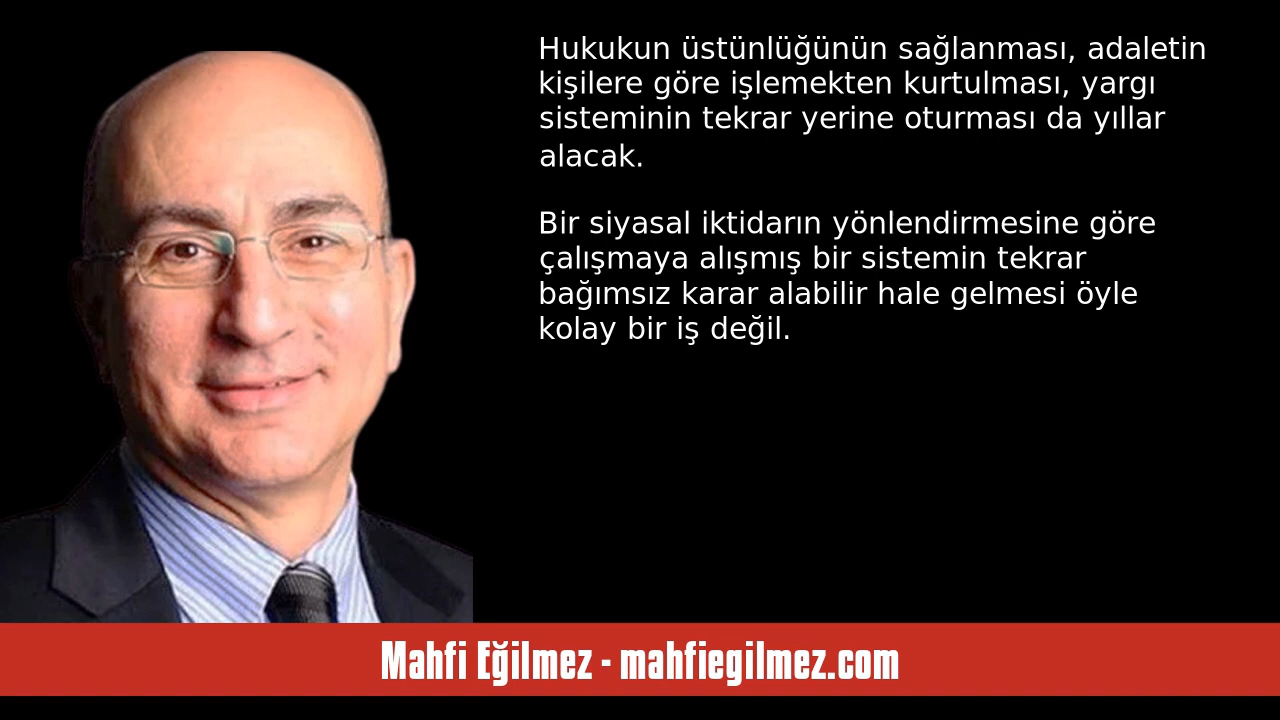 Hukukun üstünlüğünün sağlanması, adaletin
kişilere göre işlemekten kurtulması, yargı
sisteminin tekrar yerine oturması da yıllar
alacak.
Bir siyasal iktidarın yönlendirmesine göre
çalışmaya alışmış bir sistemin tekrar
bağımsız karar alabilir hale gelmesi öyle
kolay bir iş değil.
Mahfi Eğilmez - mahfiegilmez.com